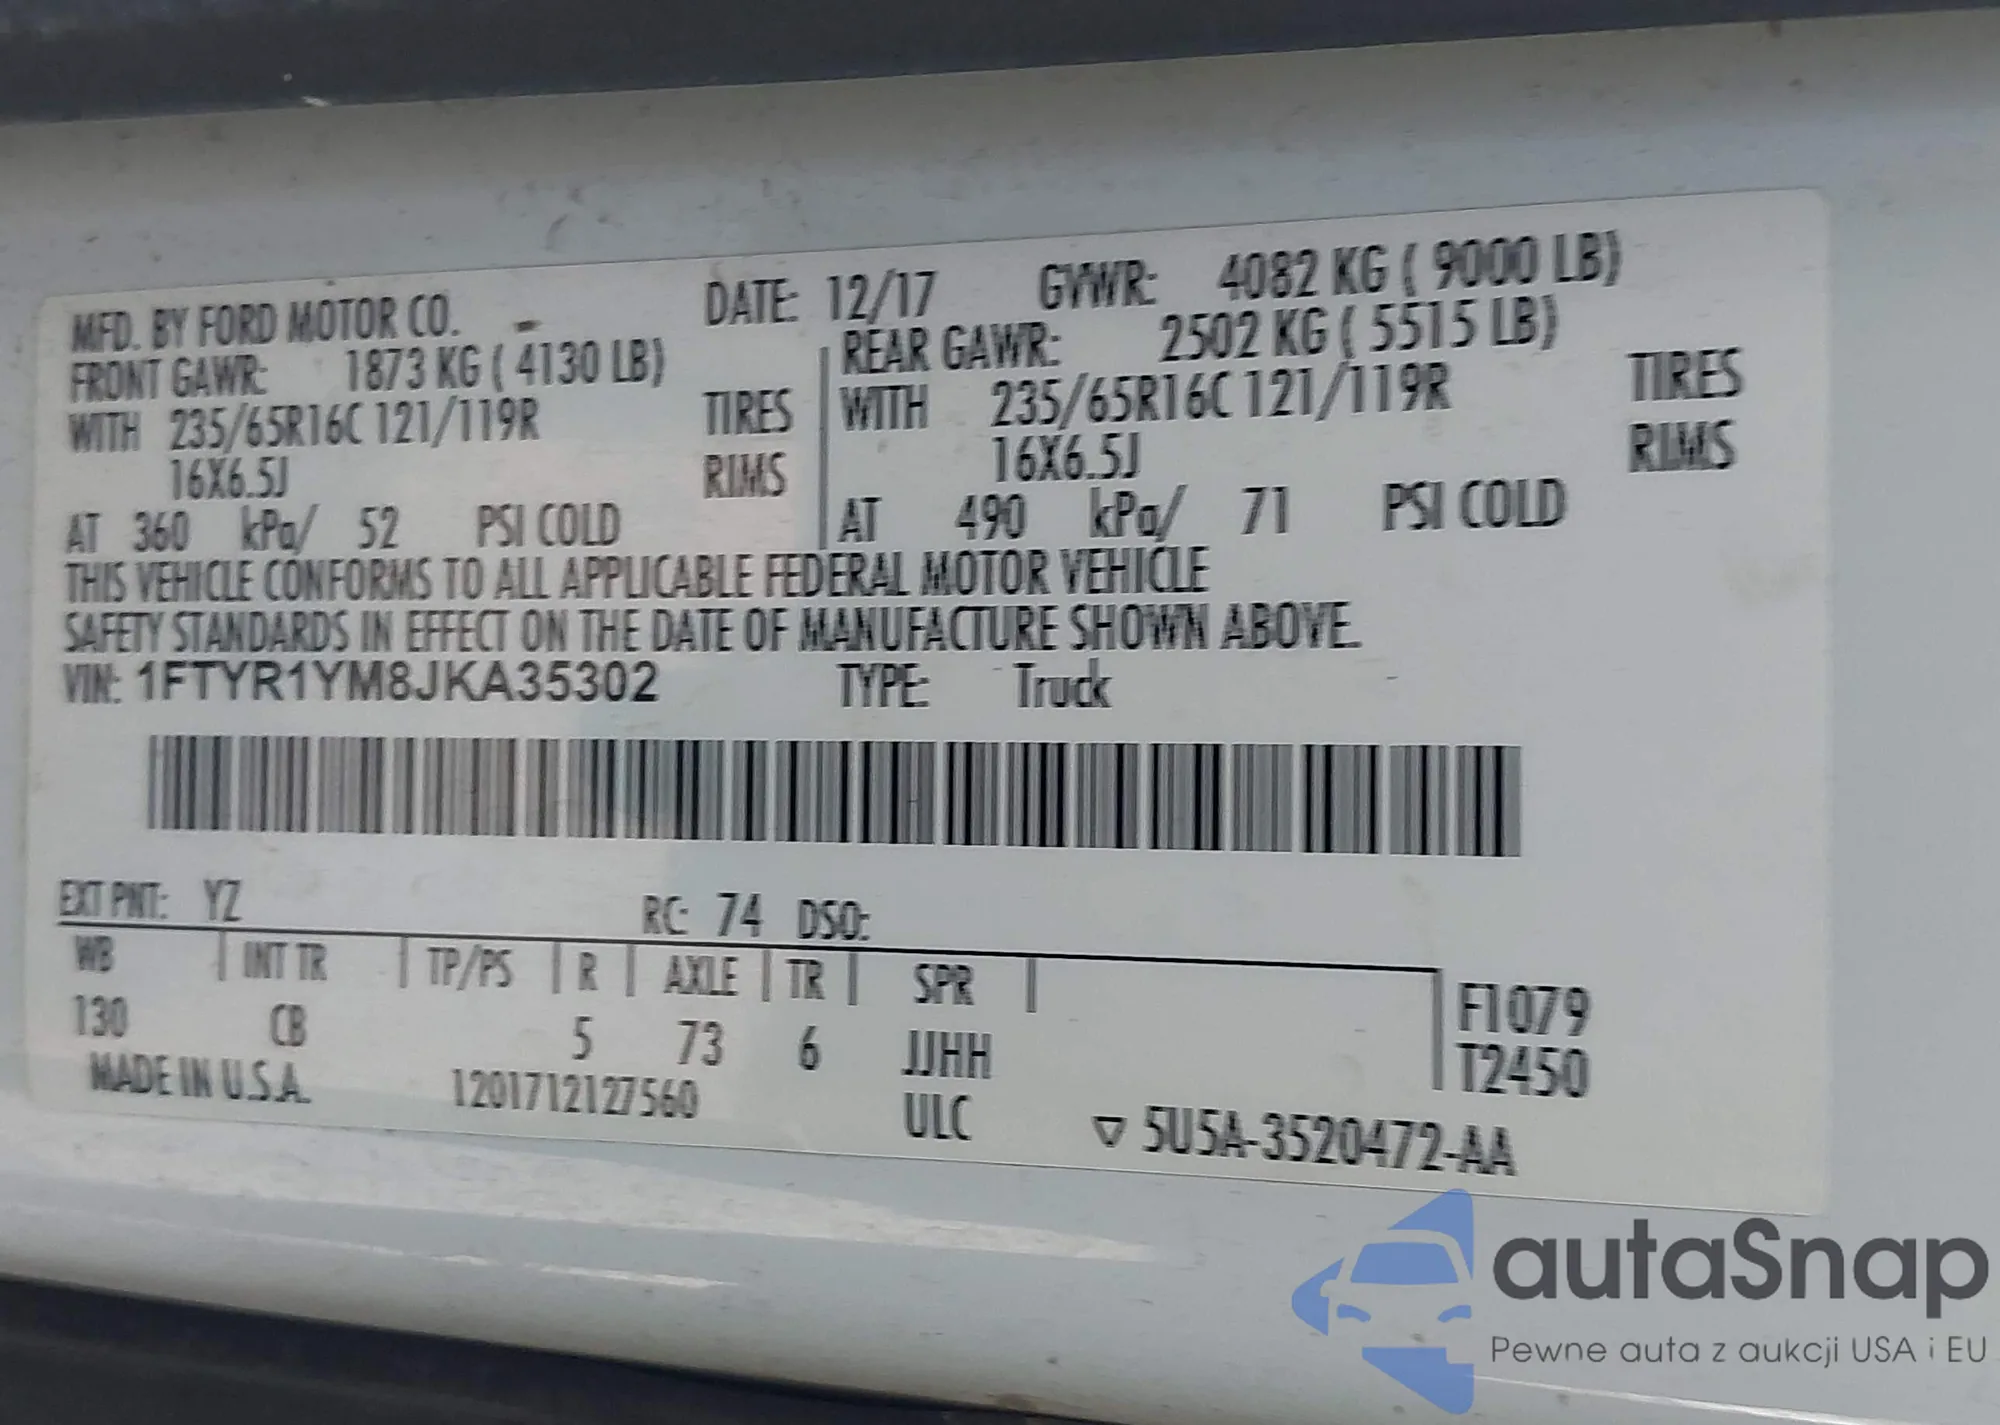 MFD. BY FORD MOTOR CO. DATE: 12/17 GVWR: 4082 KG ( 9000 LB)
FRONT GAWR: 1873 KG ( 4130 LB) REAR GAWR: 2502 KG ( 5515 LB)
WITH 235/65R16C 121/119R TIRES WITH 235/65R16C 121/119R TIRES
16X6.5J RIMS 16X6.5J RIMS
AT 360 kPa/ 52 PSI COLD AT 490 kPa/ 71 PSI COLD
THIS VEHICLE CONFORMS TO ALL APPLICABLE FEDERAL MOTOR VEHICLE
SAFETY STANDARDS IN EFFECT ON THE DATE OF MANUFACTURE SHOWN ABOVE.
VIN: 1FTYR1YM8JKA35302 TYPE: Truck
EXT PNT: YZ RC: 74 DSO:
WB INT TR TP/PS R AXLE TR SPR F1079
130 CB 5 73 6 JJHH T2450
MADE IN U.S.A. 1201712127560 ULC ▽ 5U5A-3520472-AA
autaSnap
Pewne auta z aukcji USA i EU